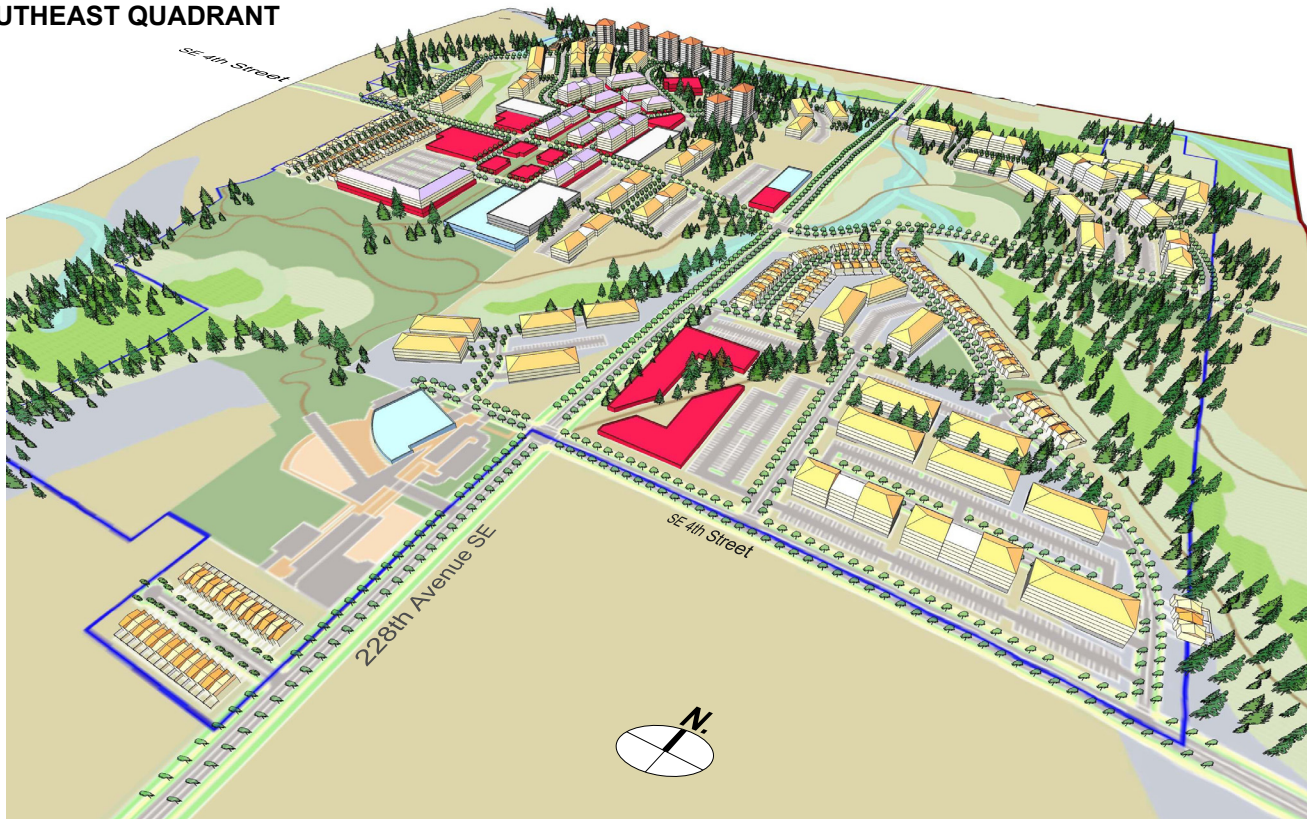 UTHEAST QUADRANT
SE 4th Street
SE 4th Street
228th Avenue SE
N.